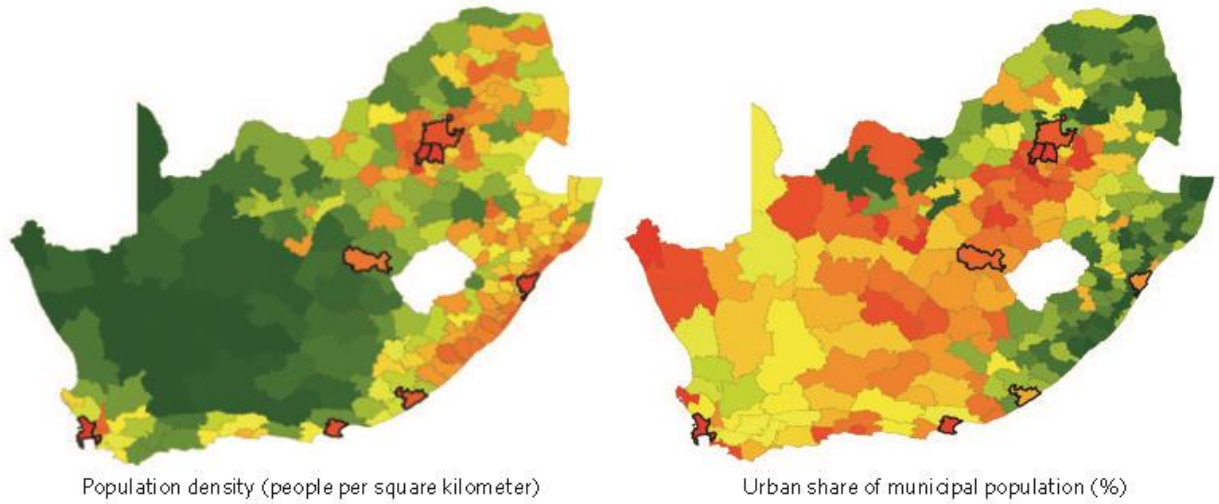 Population density (people per square kilometer)
Urban share of municipal population (%)